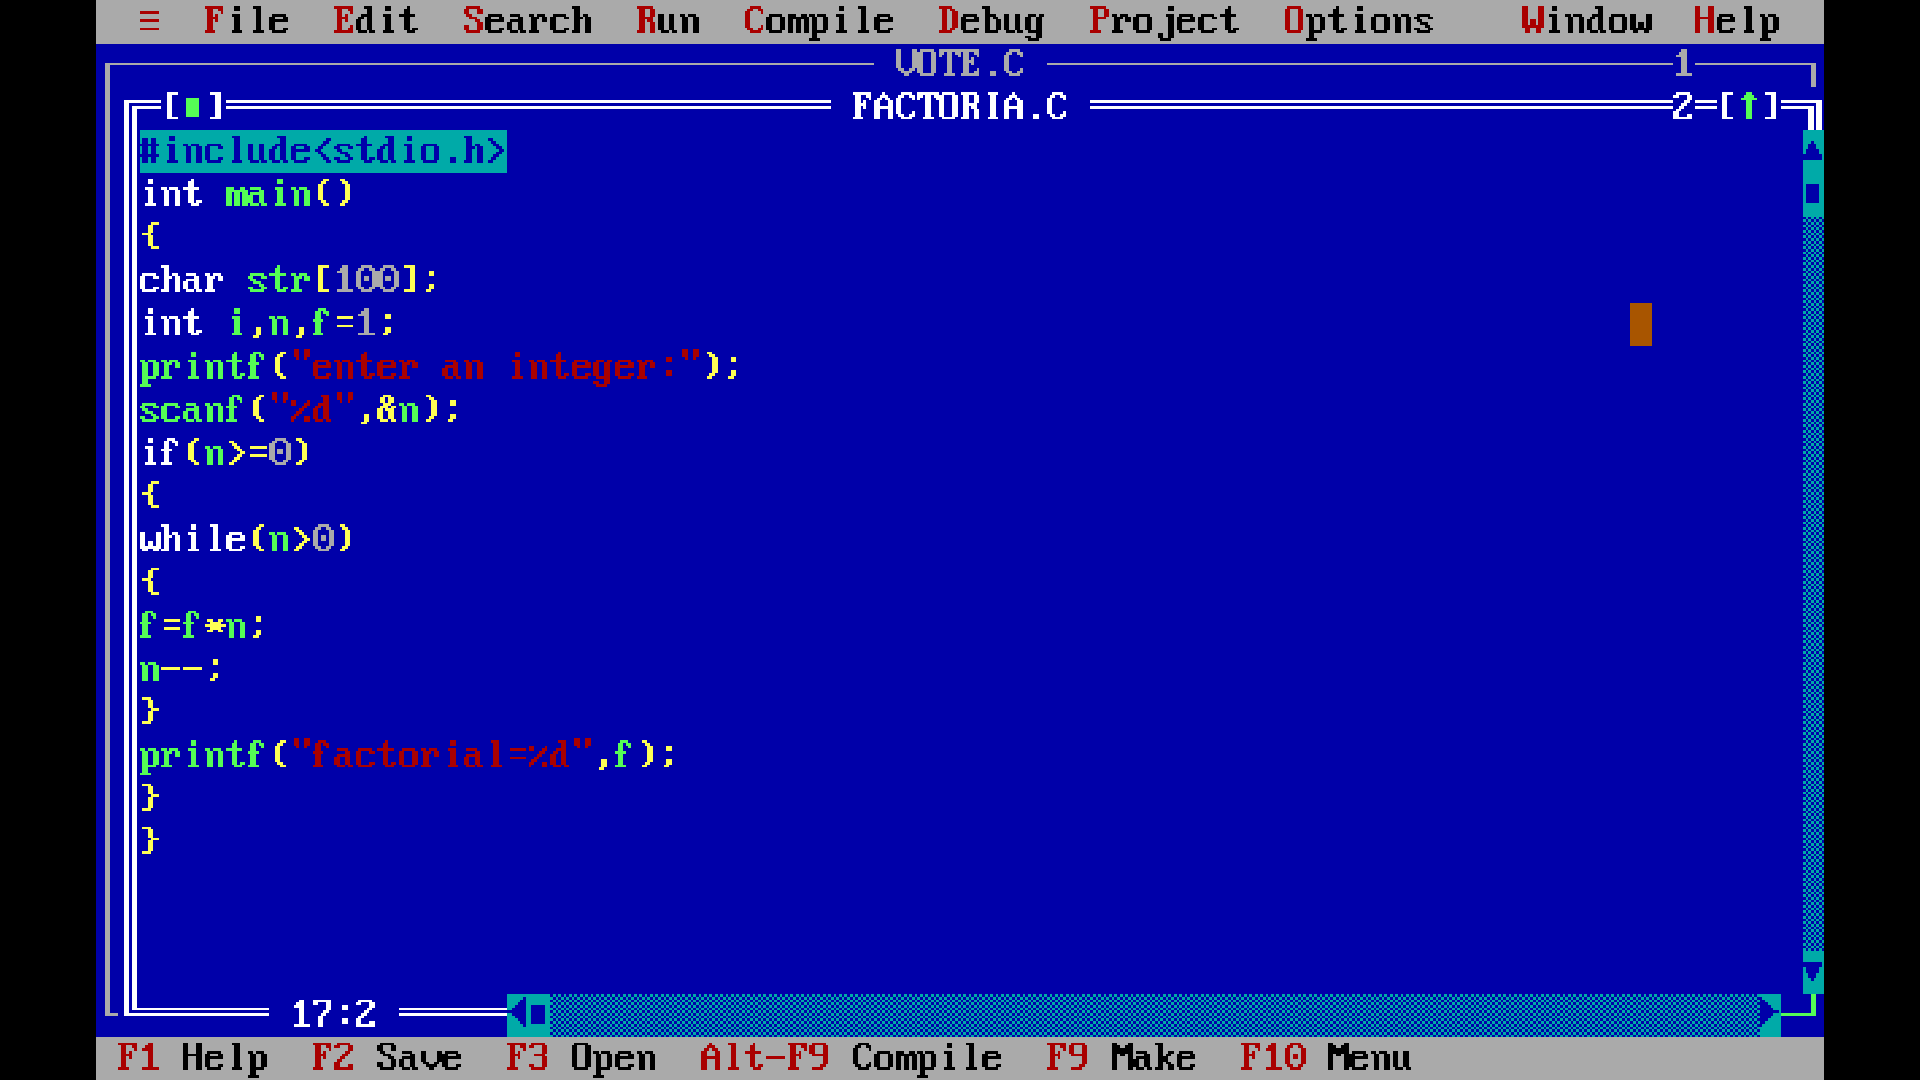 ≡ File Edit Search Run Compile Debug Project Options Window Help
VOTE.C 1
[■] FACTORIA.C 2=[↑]
#include<stdio.h>
int main()
{
char str[100];
int i,n,f=1;
printf("enter an integer:");
scanf("%d",&n);
if(n>=0)
{
while(n>0)
{
f=f*n;
n--;
}
printf("factorial=%d",f);
}
}
17:2
F1 Help F2 Save F3 Open Alt-F9 Compile F9 Make F10 Menu